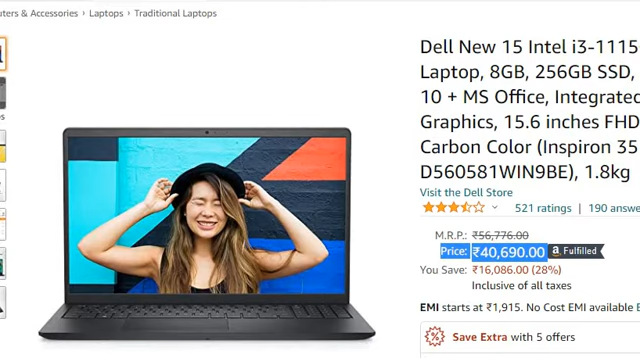 uters & Accessories › Laptops › Traditional Laptops
Dell New 15 Intel i3-1115
Laptop, 8GB, 256GB SSD,
10 + MS Office, Integrated
Graphics, 15.6 inches FHD
Carbon Color (Inspiron 35
D560581WIN9BE), 1.8kg
Visit the Dell Store
521 ratings | 190 answe
M.R.P.: ₹56,776.00
Price: ₹40,690.00 a Fulfilled
You Save: ₹16,086.00 (28%)
Inclusive of all taxes
EMI starts at ₹1,915. No Cost EMI available E
% Save Extra with 5 offers